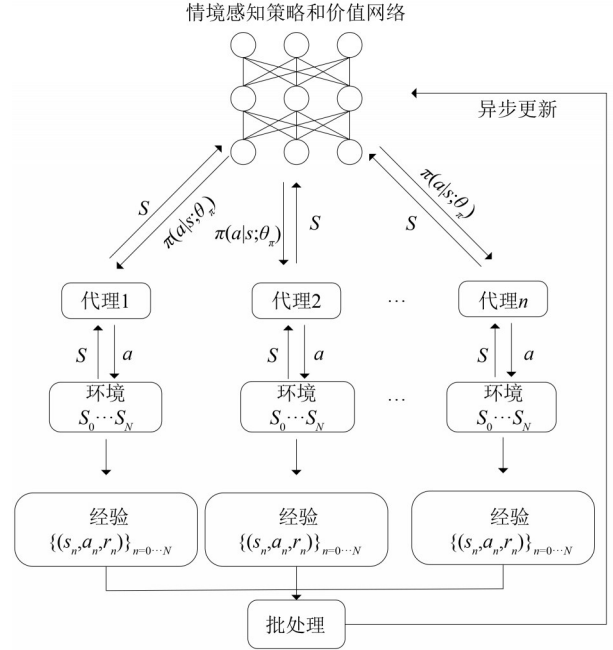 情境感知策略和价值网络
异步更新
S
π(a|s;θπ)
π(a|s;θπ)
S
π(a|s;θπ)
S
代理1
代理2
…
代理n
S
a
S
a
S
a
环境
S0…SN
环境
S0…SN
…
环境
S0…SN
经验
{(sn,an,rn)}n=0…N
经验
{(sn,an,rn)}n=0…N
经验
{(sn,an,rn)}n=0…N
批处理